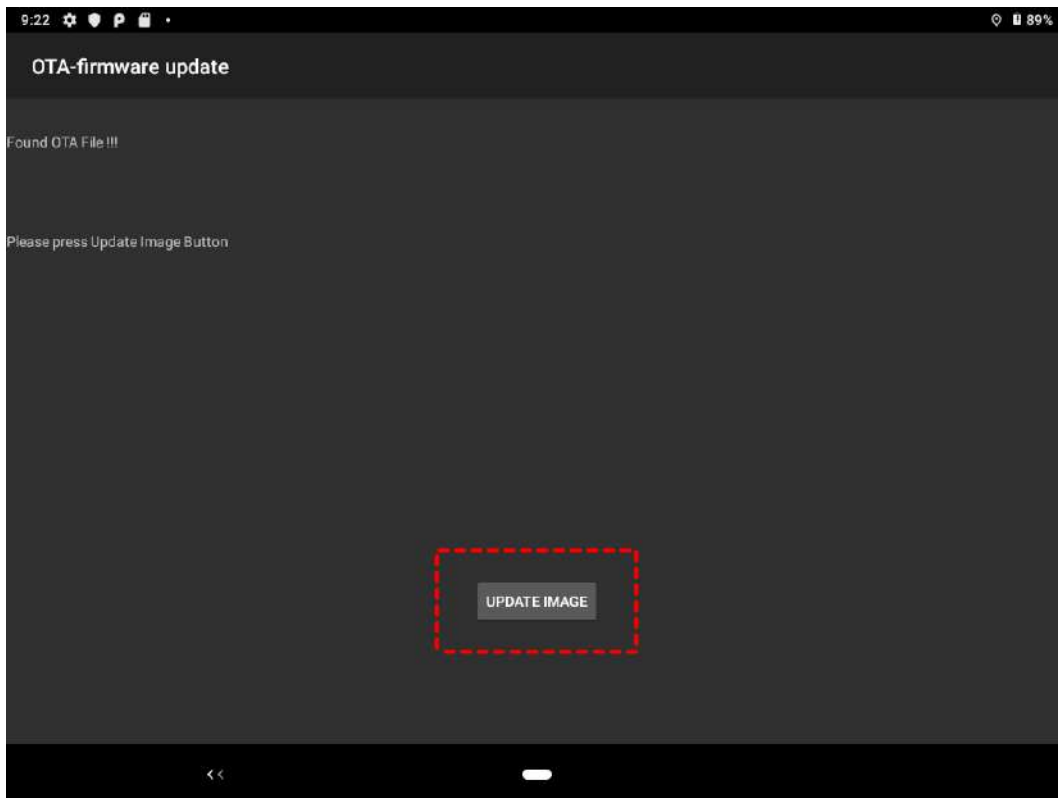 9:22 89%
OTA-firmware update
Found OTA File !!!
Please press Update Image Button
UPDATE IMAGE